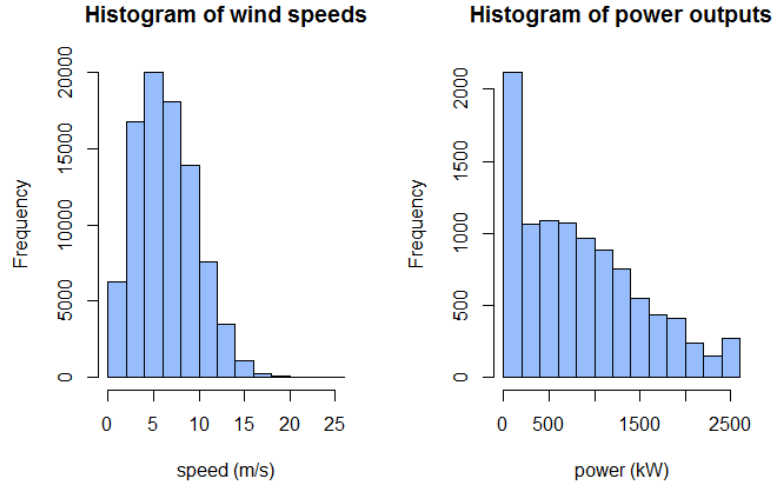 Histogram of wind speeds
Frequency
0
5000
10000
15000
20000
0 5 10 15 20 25
speed (m/s)
Histogram of power outputs
Frequency
0
500
1000
1500
2000
0 500 1500 2500
power (kW)